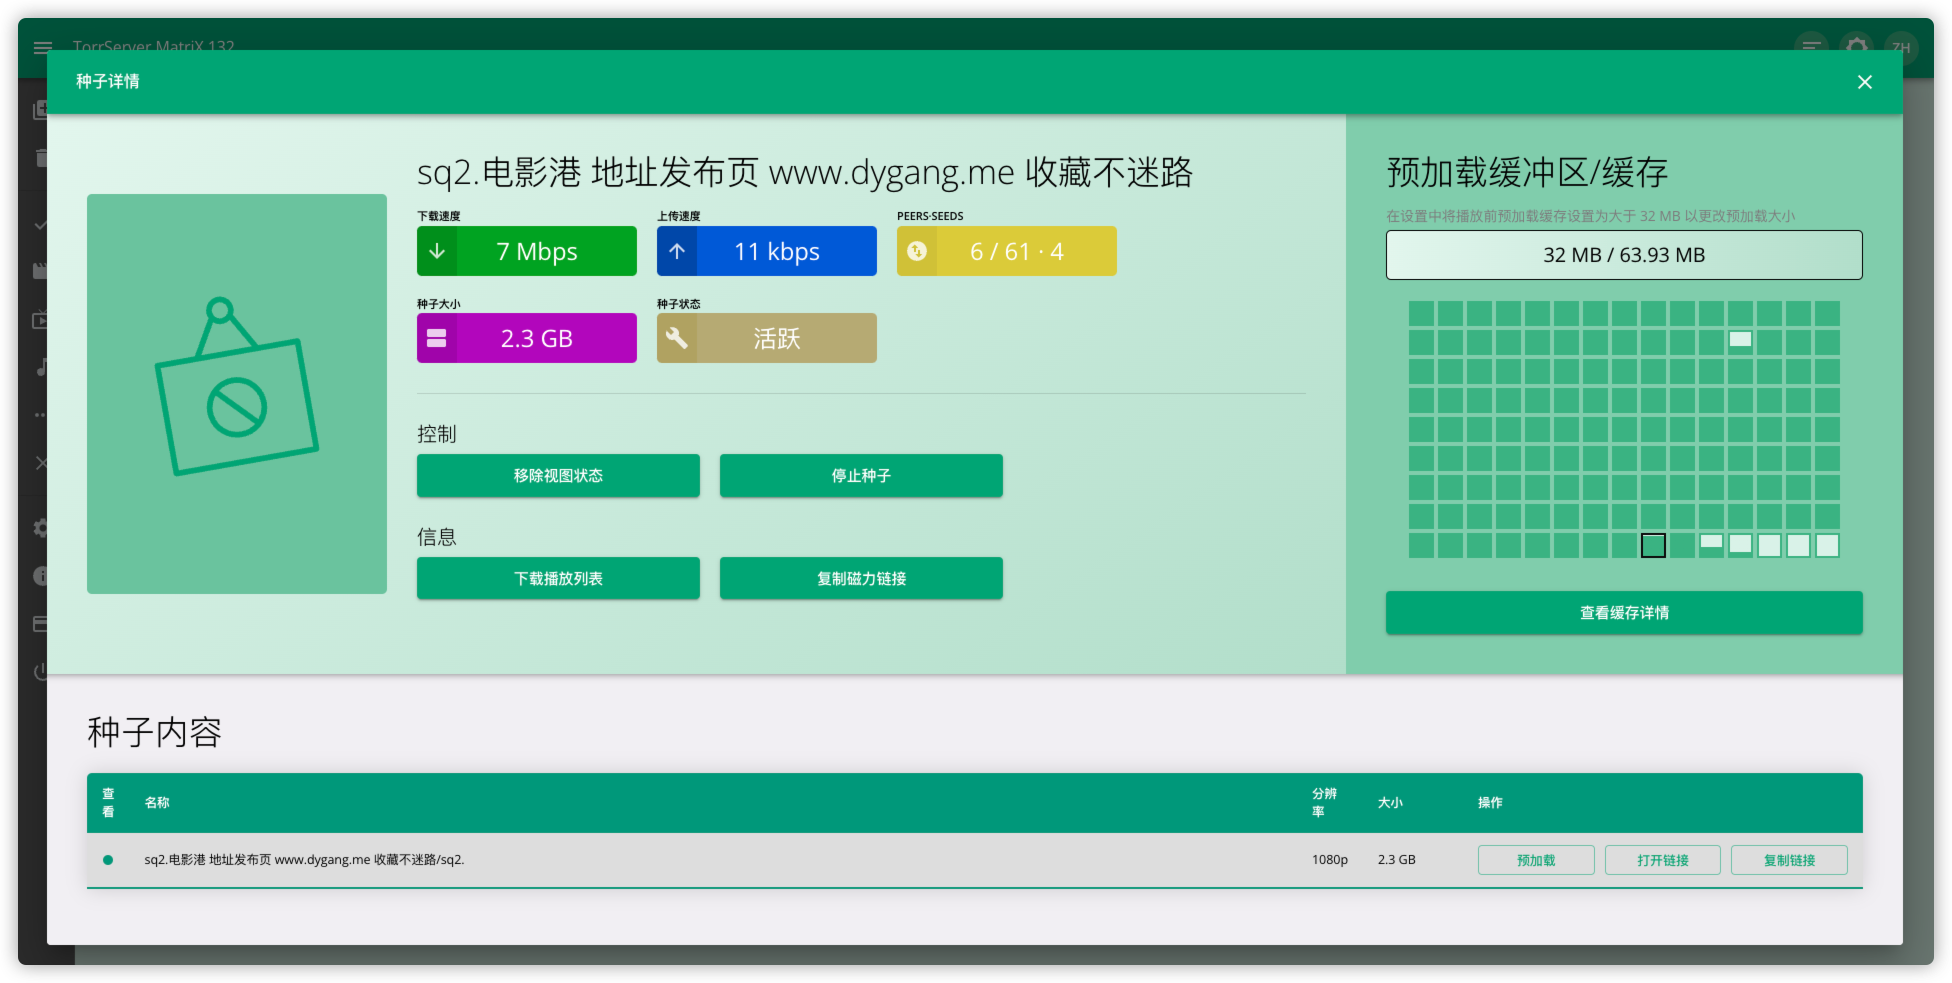 TorrServer MatriX 132
ZH
种子详情
sq2.电影港 地址发布页 www.dygang.me 收藏不迷路
下载速度
上传速度
PEERS·SEEDS
7 Mbps
11 kbps
6 / 61 · 4
种子大小
种子状态
2.3 GB
活跃
控制
移除视图状态
停止种子
信息
下载播放列表
复制磁力链接
预加载缓冲区/缓存
在设置中将播放前预加载缓存设置为大于 32 MB 以更改预加载大小
32 MB / 63.93 MB
查看缓存详情
种子内容
查看
名称
分辨率
大小
操作
sq2.电影港 地址发布页 www.dygang.me 收藏不迷路/sq2.
1080p
2.3 GB
预加载
打开链接
复制链接